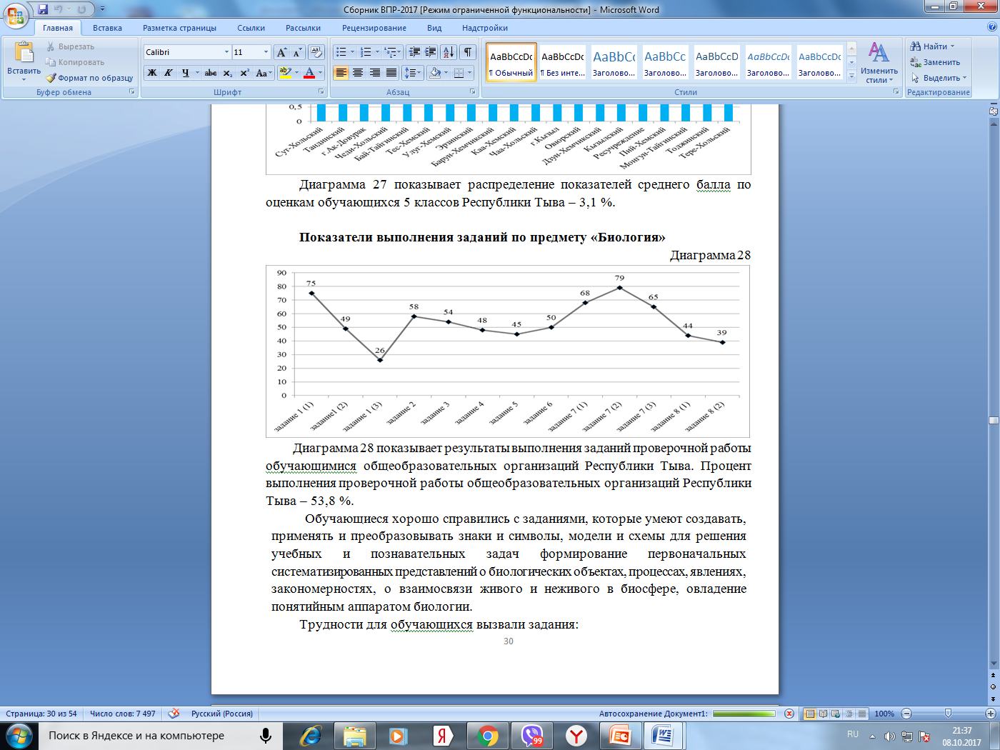 Сборник ВПР-2017 [Режим ограниченной функциональности] - Microsoft Word
Главная Вставка Разметка страницы Ссылки Рассылки Рецензирование Вид Надстройки
Вставить
Вырезать
Копировать
Формат по образцу
Буфер обмена
Calibri 11
Ж К Ч abc x₂ x² Aa
Шрифт
Абзац
AaBbCcDc AaBbCcDc AaBbCc AaBbCc AaBbCcD AaBbCcDc AaBbCcDc
¶ Обычный ¶ Без инте... Заголово... Заголово... Заголово... Заголово... Заголово...
Изменить стили
Стили
Найти
Заменить
Выделить
Редактирование
0,5
0
Сут-Хольский
Тандинский
г.Ак-Довурак
Чеди-Хольский
Бай-Тайгинский
Тес-Хемский
Улуг-Хемский
Эрзинский
Барун-Хемчикский
Каа-Хемский
Чаа-Хольский
г.Кызыл
Овюрский
Дзун-Хемчикский
Кызылский
Ресучреждение
Пий-Хемский
Монгун-Тайгинский
Тоджинский
Тере-Хольский
Диаграмма 27 показывает распределение показателей среднего балла по
оценкам обучающихся 5 классов Республики Тыва – 3,1 %.
Показатели выполнения заданий по предмету «Биология»
Диаграмма 28
90
80
70
60
50
40
30
20
10
0
75 49 26 58 54 48 45 50 68 79 65 44 39
задание 1 (1)
задание1 (2)
задание 1 (3)
задание 2
задание 3
задание 4
задание 5
задание 6
задание 7 (1)
задание 7 (2)
задание 7 (3)
задание 8 (1)
задание 8 (2)
Диаграмма 28 показывает результаты выполнения заданий проверочной работы
обучающимися общеобразовательных организаций Республики Тыва. Процент
выполнения проверочной работы общеобразовательных организаций Республики
Тыва – 53,8 %.
Обучающиеся хорошо справились с заданиями, которые умеют создавать,
применять и преобразовывать знаки и символы, модели и схемы для решения
учебных и познавательных задач формирование первоначальных
систематизированных представлений о биологических объектах, процессах, явлениях,
закономерностях, о взаимосвязи живого и неживого в биосфере, овладение
понятийным аппаратом биологии.
Трудности для обучающихся вызвали задания:
30
Страница: 30 из 54 Число слов: 7 497 Русский (Россия) Автосохранение Документ1: 100%
Поиск в Яндексе и на компьютере
99
RU
21:37
08.10.2017